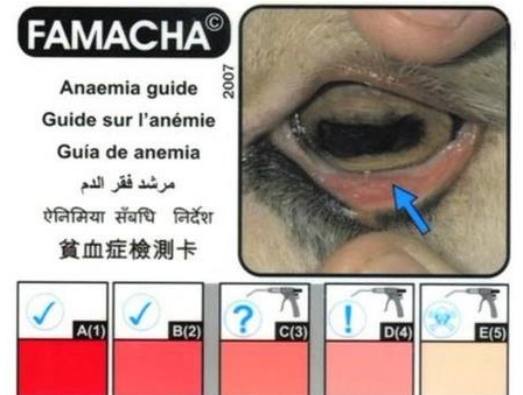 FAMACHA©
2007
Anaemia guide
Guide sur l'anémie
Guía de anemia
مرشد فقر الدم
ऐनिमिया सँबधि निर्देश
貧血症檢測卡
✓ A(1)
✓ B(2)
? C(3)
! D(4)
E(5)